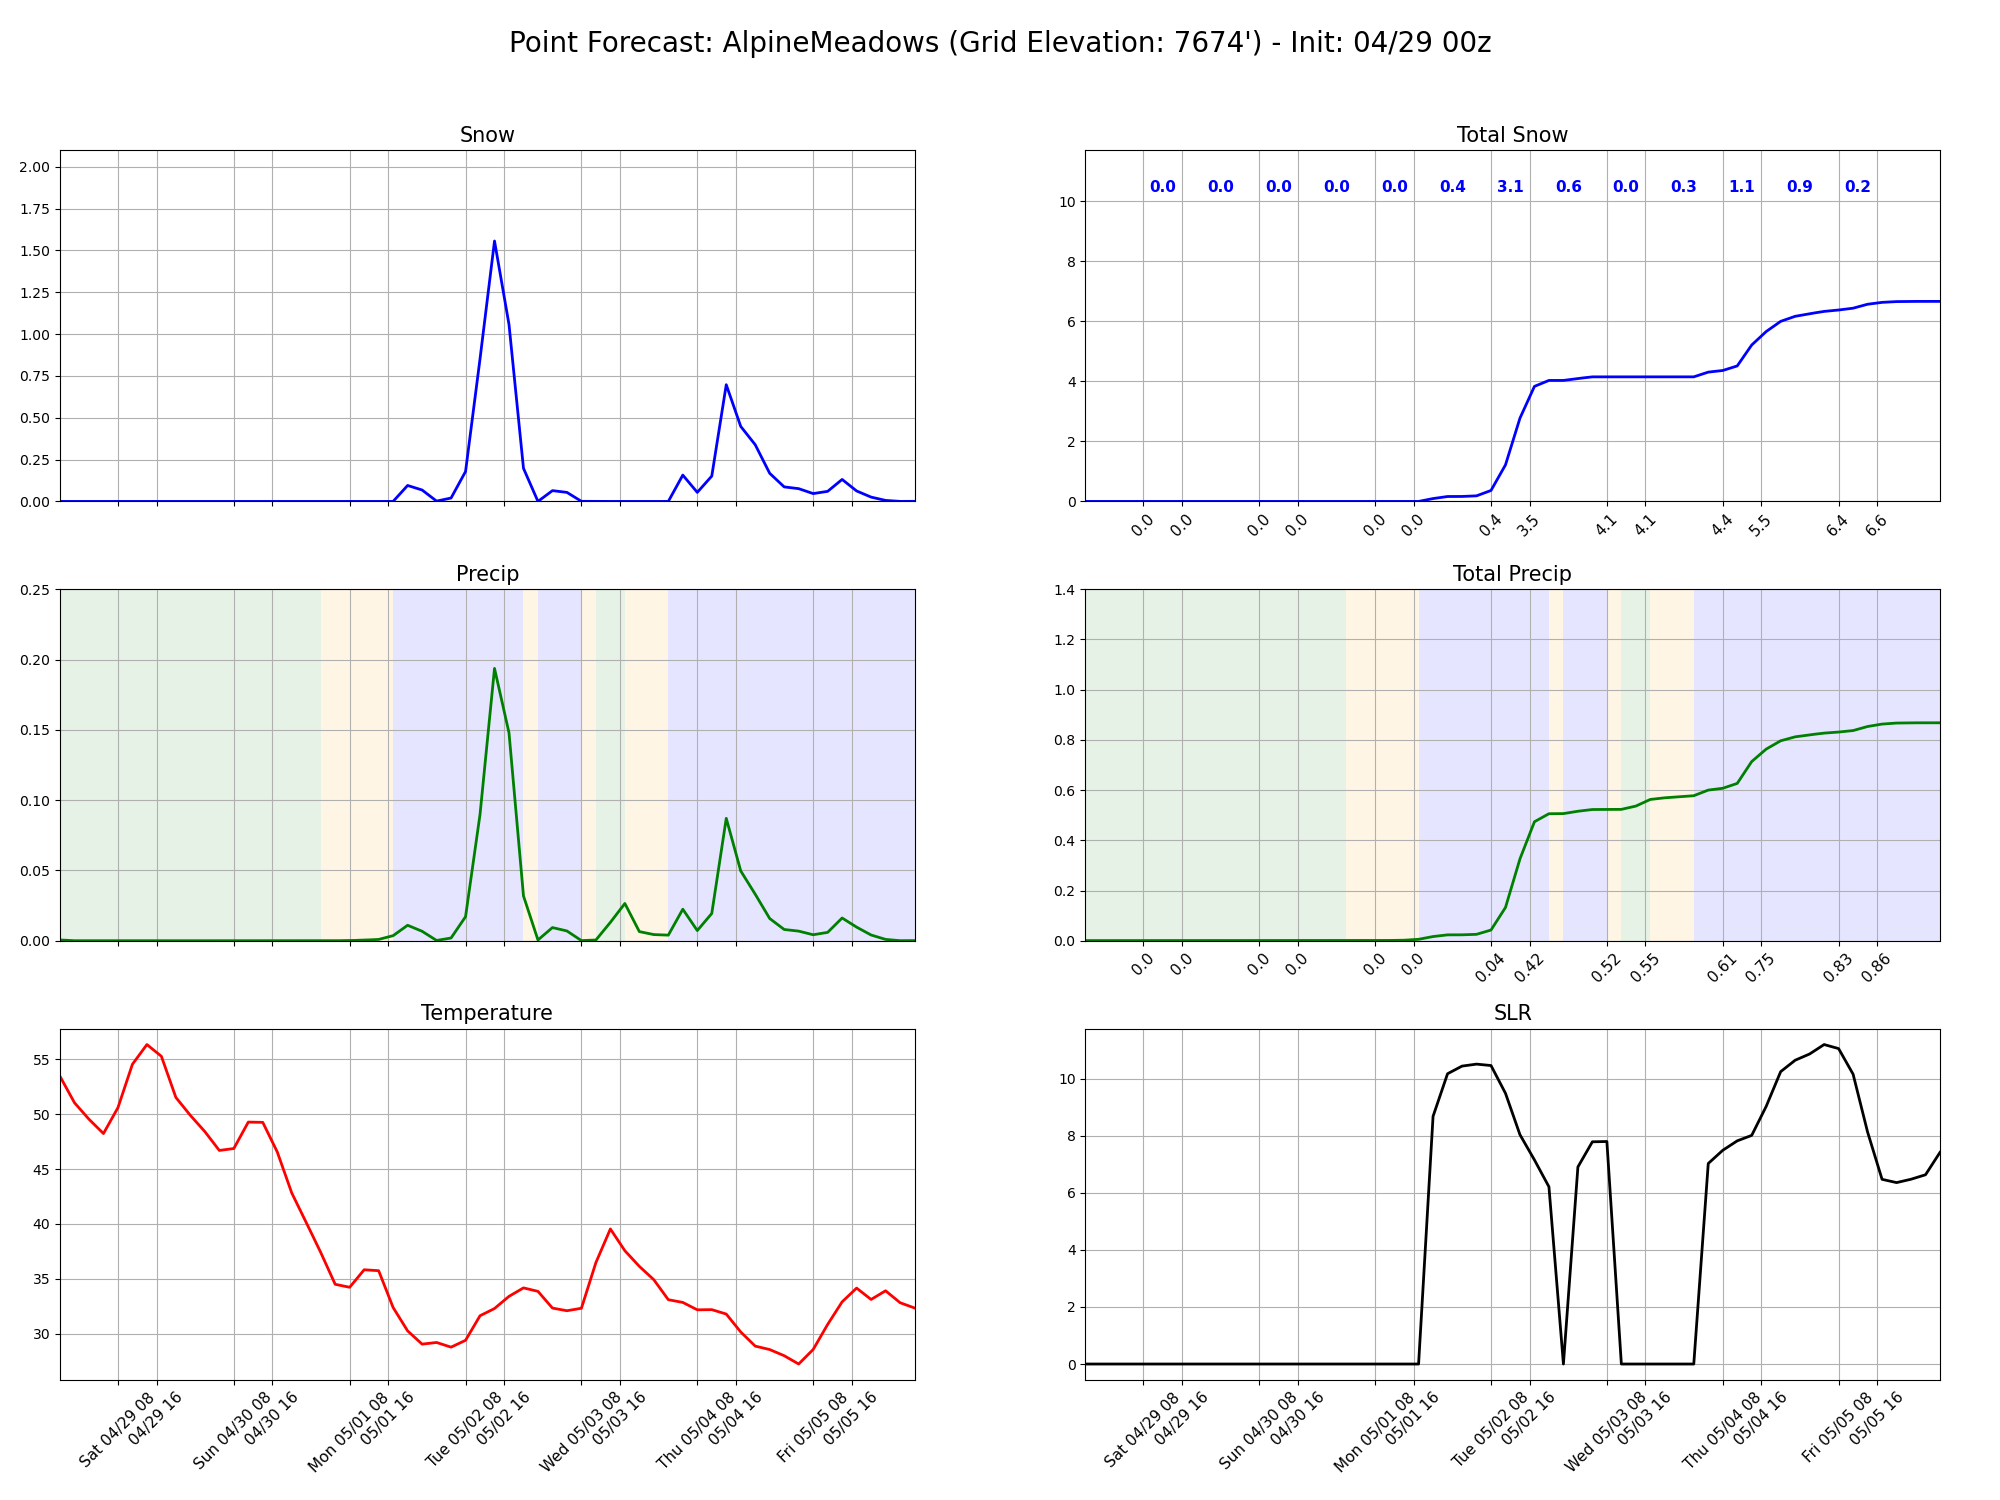 Point Forecast: AlpineMeadows (Grid Elevation: 7674') - Init: 04/29 00z
Snow
2.00
1.75
1.50
1.25
1.00
0.75
0.50
0.25
0.00
Total Snow
0.0 0.0 0.0 0.0 0.0 0.4 3.1 0.6 0.0 0.3 1.1 0.9 0.2
10
8
6
4
2
0
0.0 0.0 0.0 0.0 0.0 0.0 0.4 3.5 4.1 4.1 4.4 5.5 6.4 6.6
Precip
0.25
0.20
0.15
0.10
0.05
0.00
Total Precip
1.4
1.2
1.0
0.8
0.6
0.4
0.2
0.0
0.0 0.0 0.0 0.0 0.0 0.0 0.04 0.42 0.52 0.55 0.61 0.75 0.83 0.86
Temperature
55
50
45
40
35
30
Sat 04/29 08
04/29 16
Sun 04/30 08
04/30 16
Mon 05/01 08
05/01 16
Tue 05/02 08
05/02 16
Wed 05/03 08
05/03 16
Thu 05/04 08
05/04 16
Fri 05/05 08
05/05 16
SLR
10
8
6
4
2
0
Sat 04/29 08
04/29 16
Sun 04/30 08
04/30 16
Mon 05/01 08
05/01 16
Tue 05/02 08
05/02 16
Wed 05/03 08
05/03 16
Thu 05/04 08
05/04 16
Fri 05/05 08
05/05 16